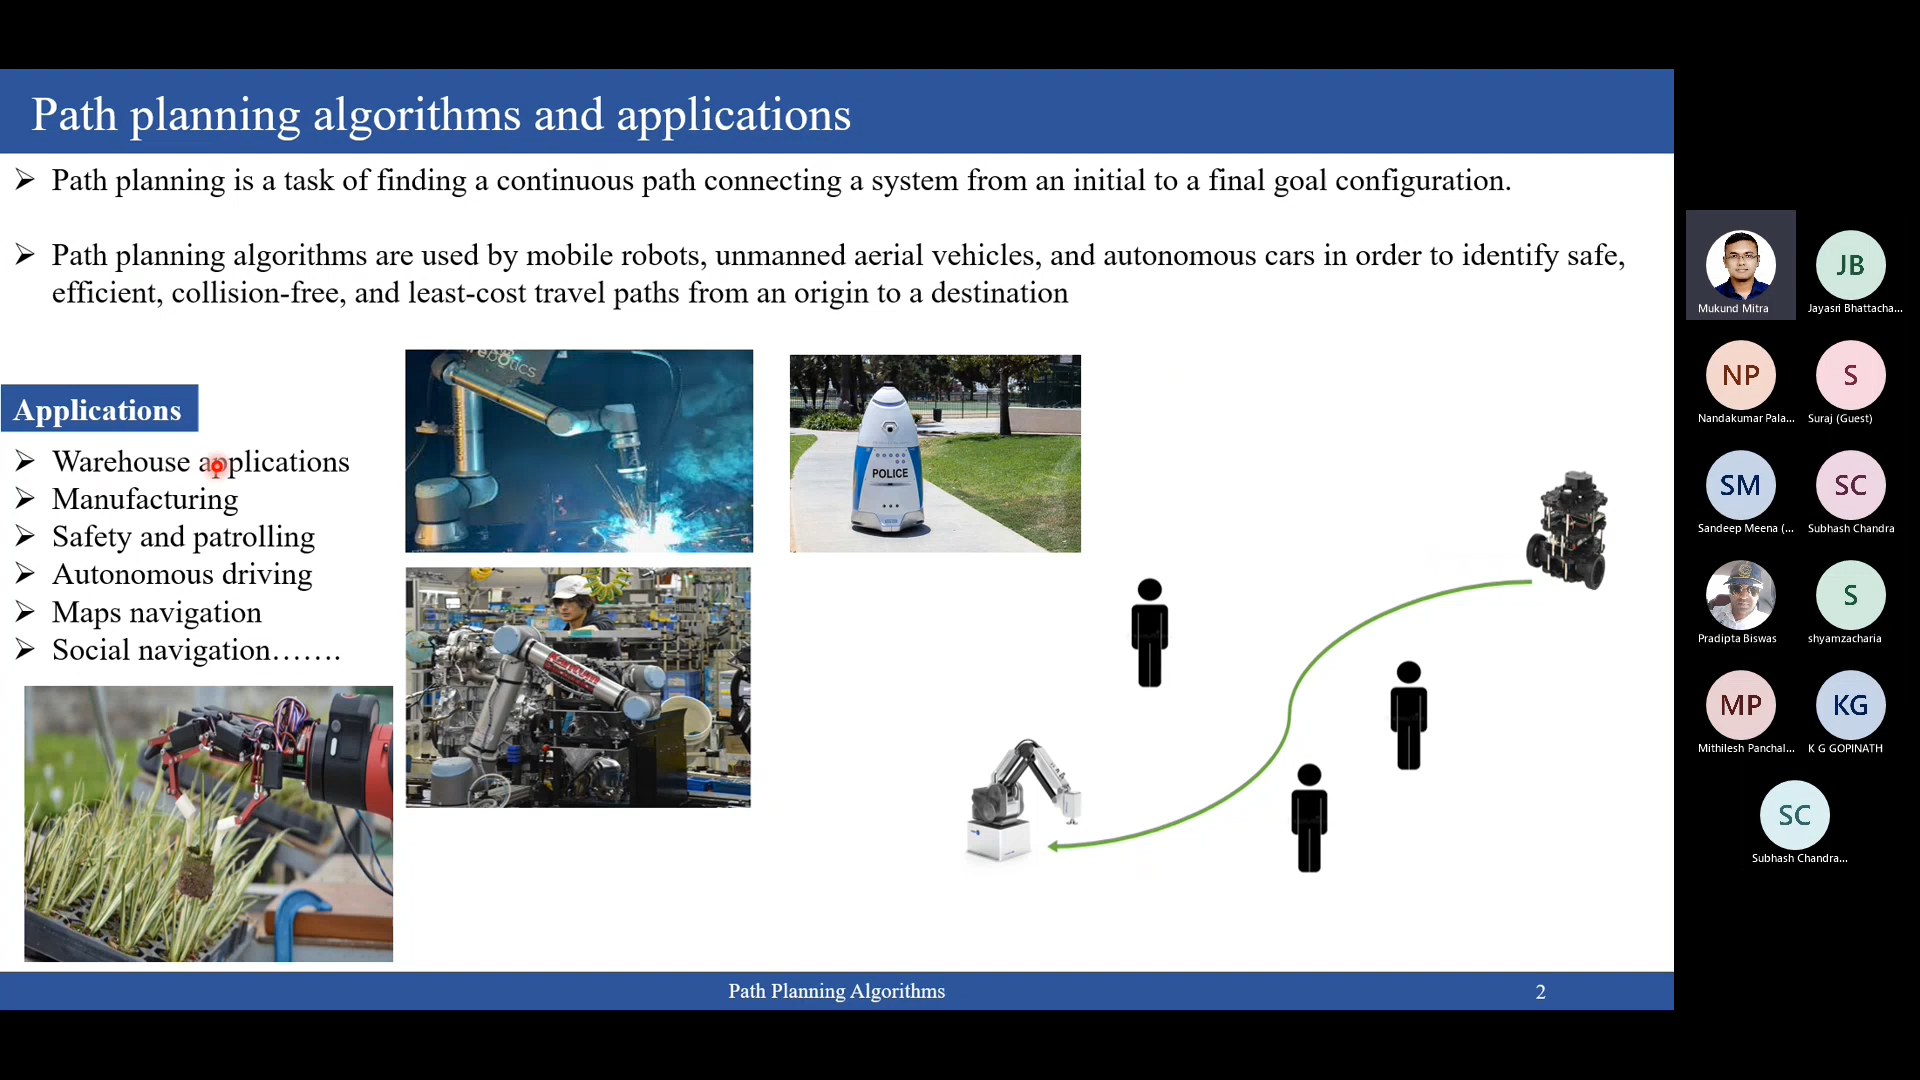 Path planning algorithms and applications
➢ Path planning is a task of finding a continuous path connecting a system from an initial to a final goal configuration.
➢ Path planning algorithms are used by mobile robots, unmanned aerial vehicles, and autonomous cars in order to identify safe,
efficient, collision-free, and least-cost travel paths from an origin to a destination
Applications
➢ Warehouse applications
➢ Manufacturing
➢ Safety and patrolling
➢ Autonomous driving
➢ Maps navigation
➢ Social navigation…….
POLICE
Path Planning Algorithms
2
Mukund Mitra
JB
Jayasri Bhattacha...
NP
Nandakumar Pala...
S
Suraj (Guest)
SM
Sandeep Meena (...
SC
Subhash Chandra
Pradipta Biswas
S
shyamzacharia
MP
Mithilesh Panchal...
KG
K G GOPINATH
SC
Subhash Chandra...